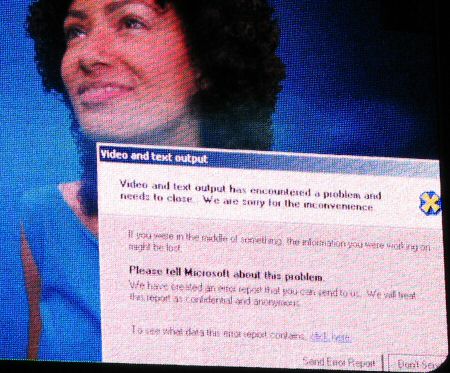 Video and text output
Video and text output has encountered a problem and
needs to close. We are sorry for the inconvenience.
If you were in the middle of something, the information you were working on
might be lost.
Please tell Microsoft about this problem.
We have created an error report that you can send to us. We will treat
this report as confidential and anonymous.
To see what data this error report contains, click here.
Send Error Report
Don't Sen